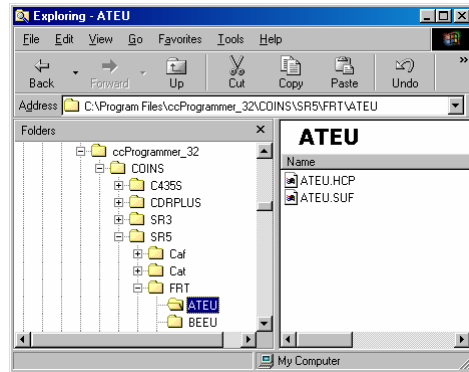 Exploring - ATEU
File Edit View Go Favorites Tools Help
Back Forward Up Cut Copy Paste Undo »
Address C:\Program Files\ccProgrammer_32\COINS\SR5\FRT\ATEU
Folders
ccProgrammer_32
COINS
C435S
CDRPLUS
SR3
SR5
Caf
Cat
FRT
ATEU
BEEU
ATEU
Name
ATEU.HCP
ATEU.SUF
My Computer